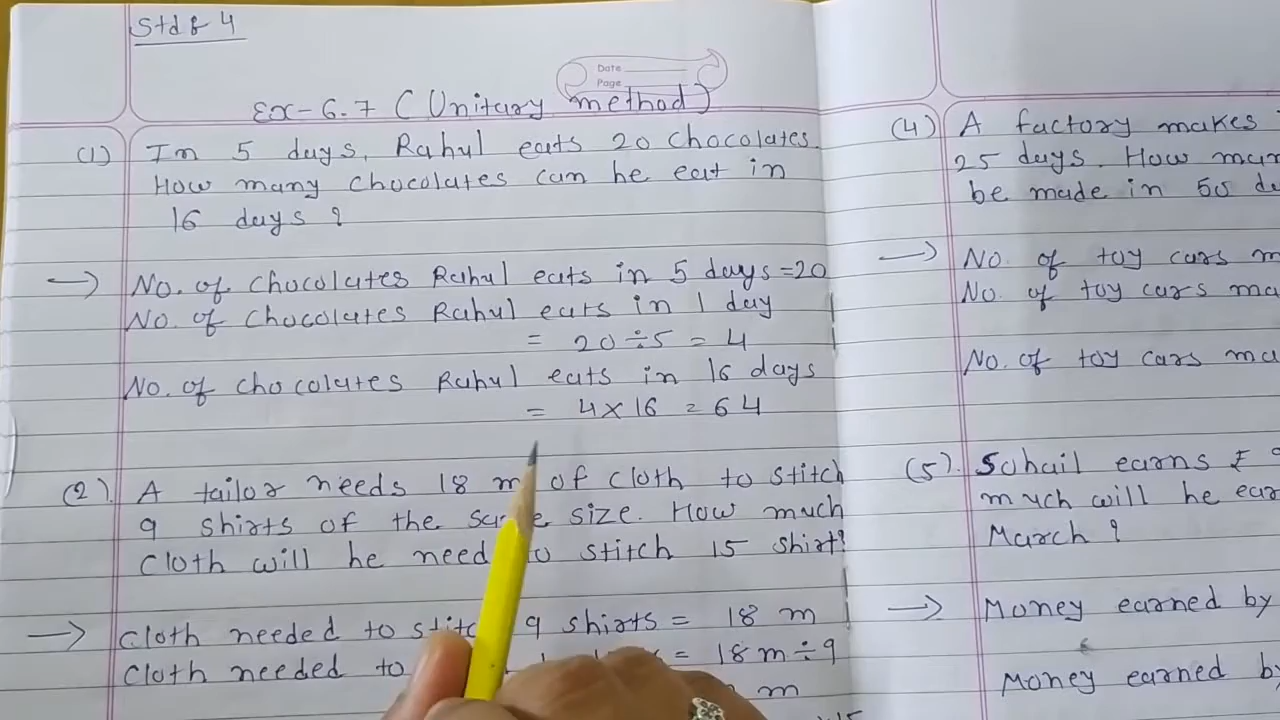 Std 8 4
Date
Page
Ex-6.7 (Unitary method)
(1) In 5 days, Rahul eats 20 chocolates.
How many chocolates can he eat in
16 days ?
→ No. of chocolates Rahul eats in 5 days = 20
No. of chocolates Rahul eats in 1 day
= 20 ÷ 5 = 4
No. of chocolates Rahul eats in 16 days
= 4 × 16 = 64
(2) A tailor needs 18 m of cloth to stitch
9 shirts of the same size. How much
cloth will he need to stitch 15 shirt?
→ cloth needed to stitch 9 shirts = 18 m
cloth needed to = 18 m ÷ 9
m
(4) A factory makes
25 days. How
be made in 50
→ No. of toy cars
No. of toy cars
No. of toy cars
(5). Suhail earns ₹
much will he
March ?
→ Money earned by
Money earned